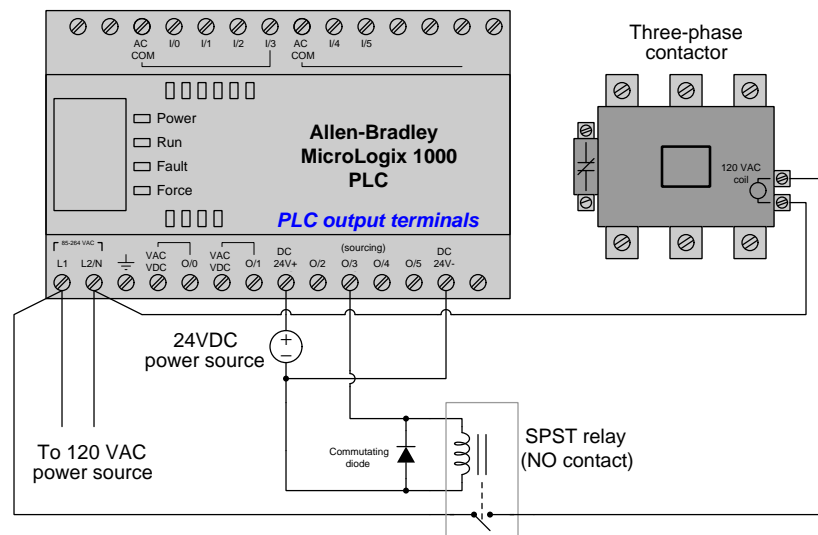 AC
COM
I/0
I/1
I/2
I/3
AC
COM
I/4
I/5
Three-phase
contactor
Power
Run
Fault
Force
Allen-Bradley
MicroLogix 1000
PLC
PLC output terminals
120 VAC
coil
85-264 VAC
L1
L2/N
VAC
VDC
O/0
VAC
VDC
O/1
DC
24V+
O/2
(sourcing)
O/3
O/4
O/5
DC
24V-
24VDC
power source
+
−
To 120 VAC
power source
Commutating
diode
SPST relay
(NO contact)